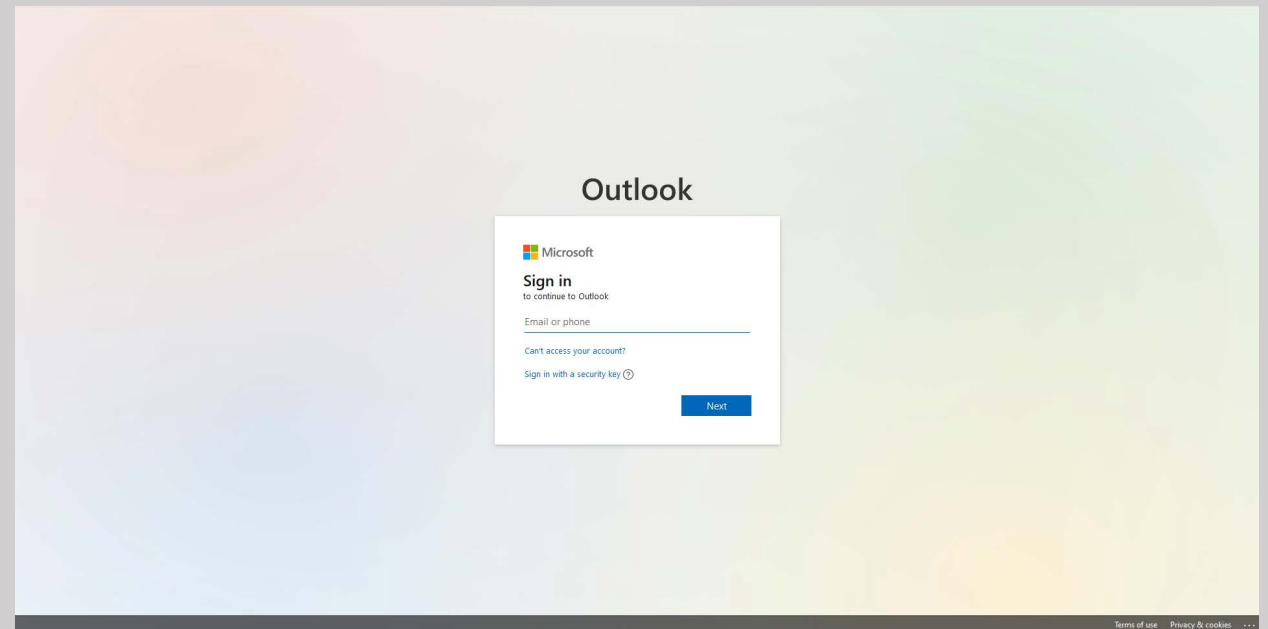 Outlook
Microsoft
Sign in
to continue to Outlook
Email or phone
Can't access your account?
Sign in with a security key
Next
Terms of use Privacy & cookies ...